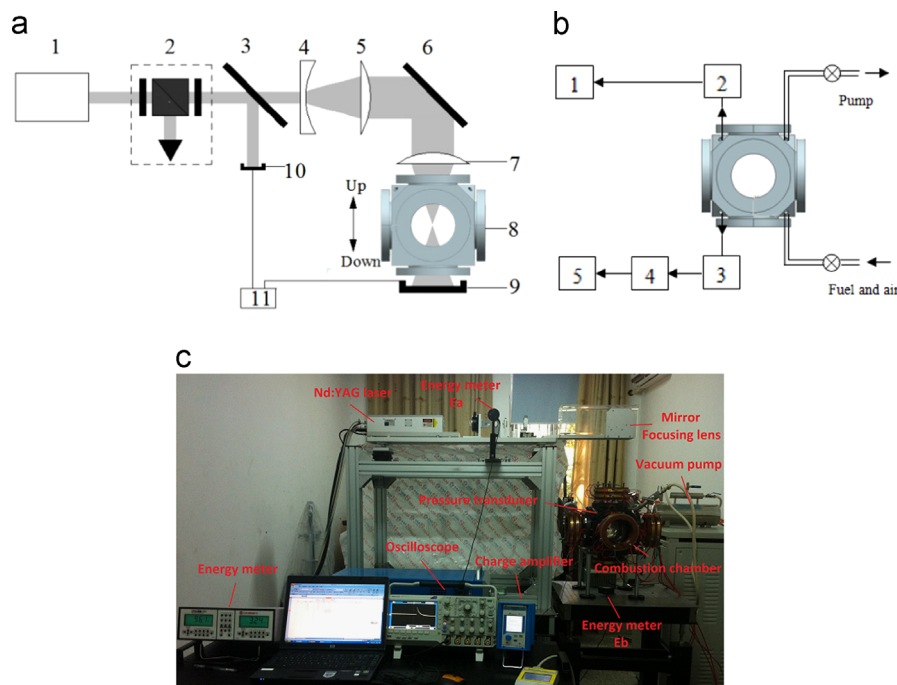 a
1
2
3
4
5
6
7
8
9
10
11
Up
Down
b
1
2
3
4
5
Pump
Fuel and air
c
Nd:YAG laser
Energy meter
Ea
Mirror
Focusing lens
Vacuum pump
Pressure transducer
Oscilloscope
Charge amplifier
Combustion chamber
Energy meter
Energy meter
Eb